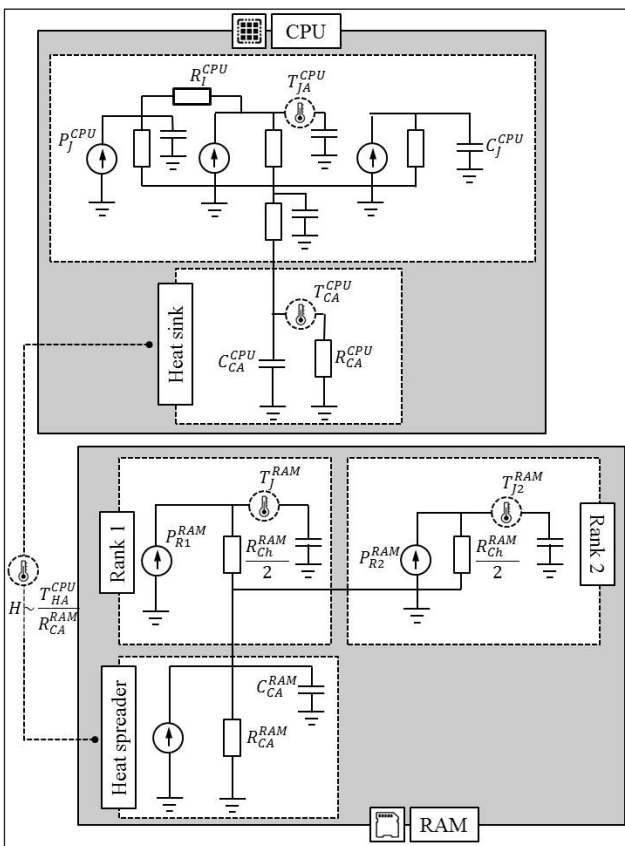 CPU
R_I^{CPU}
T_{JA}^{CPU}
P_J^{CPU}
C_J^{CPU}
Heat sink
T_{CA}^{CPU}
C_{CA}^{CPU}
R_{CA}^{CPU}
Rank 1
T_J^{RAM}
P_{R1}^{RAM}
R_{Ch}^{RAM}
2
T_{J2}^{RAM}
P_{R2}^{RAM}
R_{Ch}^{RAM}
2
Rank 2
H~ T_{HA}^{CPU}
R_{CA}^{RAM}
Heat spreader
C_{CA}^{RAM}
R_{CA}^{RAM}
RAM